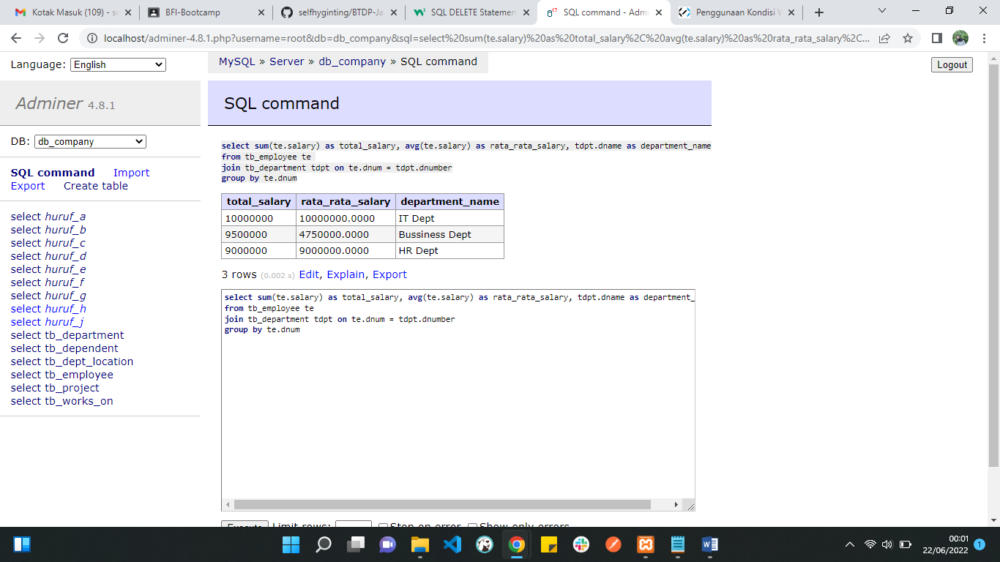 Kotak Masuk (109) - se
BFI-Bootcamp
selfhyginting/BTDP-Ja
SQL DELETE Statemen
SQL command - Admi
Penggunaan Kondisi W
localhost/adminer-4.8.1.php?username=root&db=db_company&sql=select%20sum(te.salary)%20as%20total_salary%2C%20avg(te.salary)%20as%20rata_rata_salary%2C...
Language: English
MySQL » Server » db_company » SQL command
Logout
Adminer 4.8.1
SQL command
DB: db_company
SQL command Import
Export Create table
select huruf_a
select huruf_b
select huruf_c
select huruf_d
select huruf_e
select huruf_f
select huruf_g
select huruf_h
select huruf_j
select tb_department
select tb_dependent
select tb_dept_location
select tb_employee
select tb_project
select tb_works_on
select sum(te.salary) as total_salary, avg(te.salary) as rata_rata_salary, tdpt.dname as department_name
from tb_employee te
join tb_department tdpt on te.dnum = tdpt.dnumber
group by te.dnum
total_salary rata_rata_salary department_name
10000000 10000000.0000 IT Dept
9500000 4750000.0000 Bussiness Dept
9000000 9000000.0000 HR Dept
3 rows (0.002 s) Edit, Explain, Export
select sum(te.salary) as total_salary, avg(te.salary) as rata_rata_salary, tdpt.dname as department_
from tb_employee te
join tb_department tdpt on te.dnum = tdpt.dnumber
group by te.dnum
Execute Limit rows: Stop on error Show only errors
00:01
22/06/2022
1